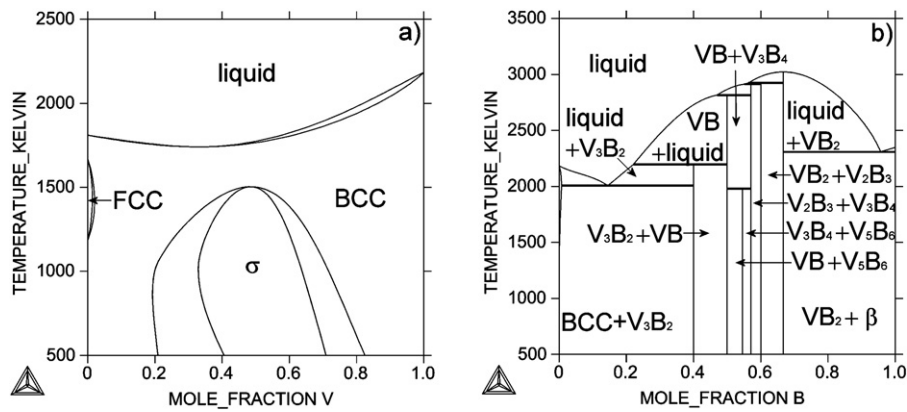 2500
2000
1500
1000
500
TEMPERATURE_KELVIN
a)
liquid
FCC
BCC
σ
0
0.2
0.4
0.6
0.8
1.0
MOLE_FRACTION V
3500
3000
2500
2000
1500
1000
500
TEMPERATURE_KELVIN
b)
VB+V₃B₄
liquid
VB
liquid
+V₃B₂
+liquid
liquid
+VB₂
VB₂+V₂B₃
V₂B₃+V₃B₄
V₃B₂+VB
V₃B₄+V₅B₆
VB+V₅B₆
BCC+V₃B₂
VB₂+β
0
0.2
0.4
0.6
0.8
1.0
MOLE_FRACTION B